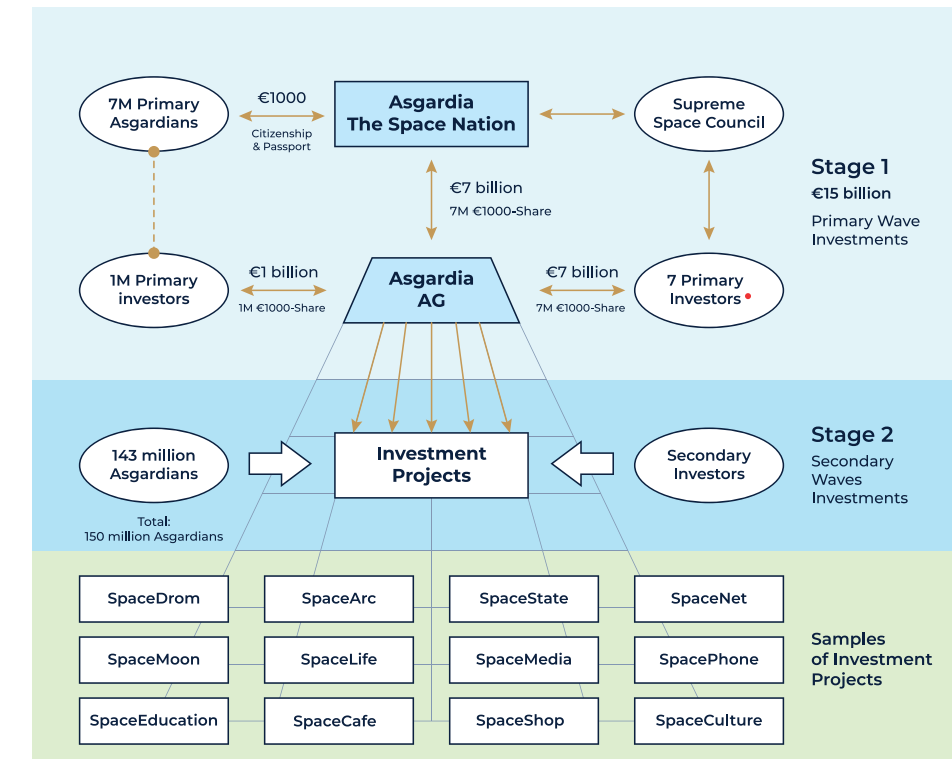 7M Primary
Asgardians
€1000
Citizenship
& Passport
Asgardia
The Space Nation
Supreme
Space Council
Stage 1
€15 billion
Primary Wave
Investments
€7 billion
7M €1000-Share
1M Primary
investors
€1 billion
1M €1000-Share
Asgardia
AG
€7 billion
7M €1000-Share
7 Primary
Investors
143 million
Asgardians
Total:
150 million Asgardians
Investment
Projects
Secondary
Investors
Stage 2
Secondary
Waves
Investments
SpaceDrom
SpaceArc
SpaceState
SpaceNet
SpaceMoon
SpaceLife
SpaceMedia
SpacePhone
SpaceEducation
SpaceCafe
SpaceShop
SpaceCulture
Samples
of Investment
Projects